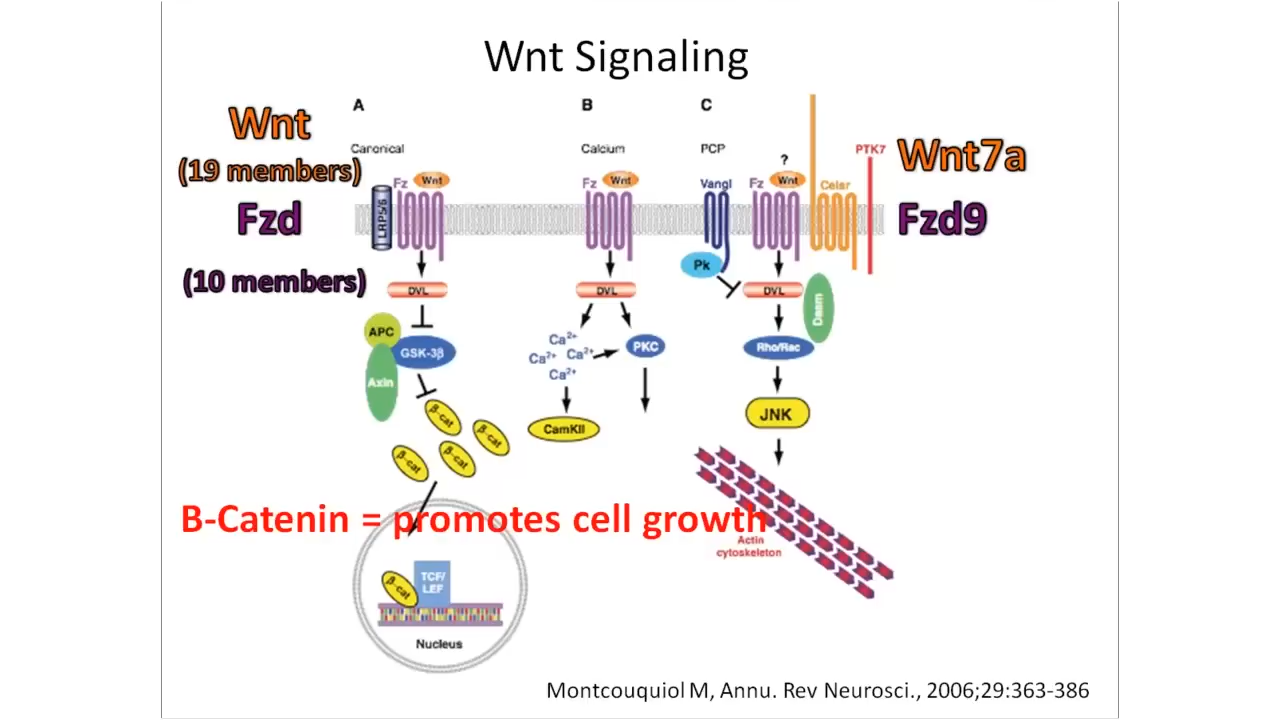 Wnt Signaling
Wnt
(19 members)
Fzd
(10 members)
A
Canonical
LRP5/6
Fz
Wnt
DVL
APC
GSK-3β
Axin
β-cat
β-cat
β-cat
β-cat
β-cat
TCF/
LEF
Nucleus
B
Calcium
Fz
Wnt
DVL
Ca2+
Ca2+
Ca2+
Ca2+
PKC
CamKII
C
PCP
?
PTK7
Vangl
Fz
Wnt
Celsr
Pk
DVL
Daam
Rho/Rac
JNK
Actin
cytoskeleton
Wnt7a
Fzd9
B-Catenin = promotes cell growth
Montcouquiol M, Annu. Rev Neurosci., 2006;29:363-386